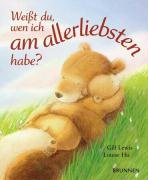 Weißt du,
wen ich
am allerliebsten
habe?
Gill Lewis
Louise Ho
BRUNNEN